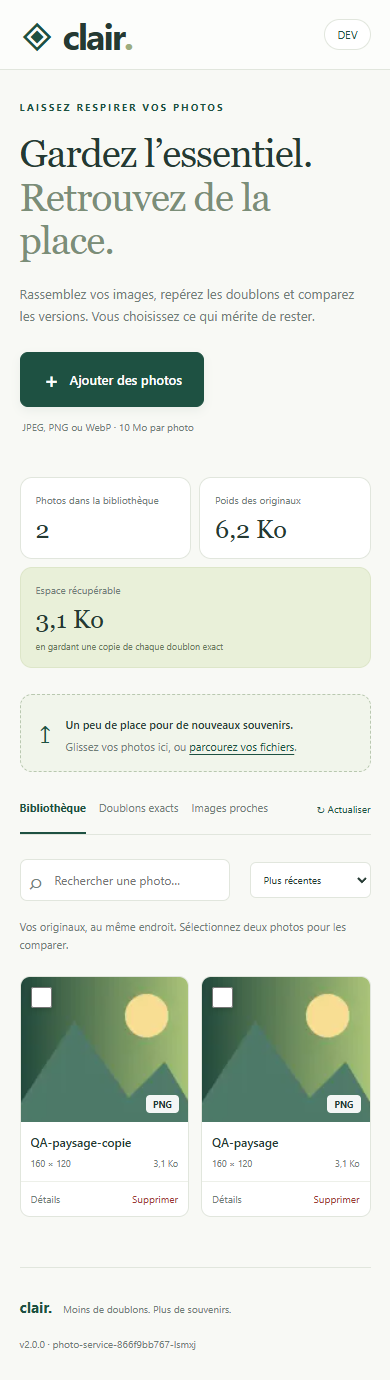 clair.
DEV
LAISSEZ RESPIRER VOS PHOTOS
Gardez l’essentiel.
Retrouvez de la
place.
Rassemblez vos images, repérez les doublons et comparez
les versions. Vous choisissez ce qui mérite de rester.
+ Ajouter des photos
JPEG, PNG ou WebP · 10 Mo par photo
Photos dans la bibliothèque
2
Poids des originaux
6,2 Ko
Espace récupérable
3,1 Ko
en gardant une copie de chaque doublon exact
Un peu de place pour de nouveaux souvenirs.
Glissez vos photos ici, ou parcourez vos fichiers.
Bibliothèque Doublons exacts Images proches ↻ Actualiser
Rechercher une photo...
Plus récentes
Vos originaux, au même endroit. Sélectionnez deux photos pour les
comparer.
PNG
QA-paysage-copie
160 × 120 3,1 Ko
Détails Supprimer
PNG
QA-paysage
160 × 120 3,1 Ko
Détails Supprimer
clair. Moins de doublons. Plus de souvenirs.
v2.0.0 · photo-service-866f9bb767-lsmxj